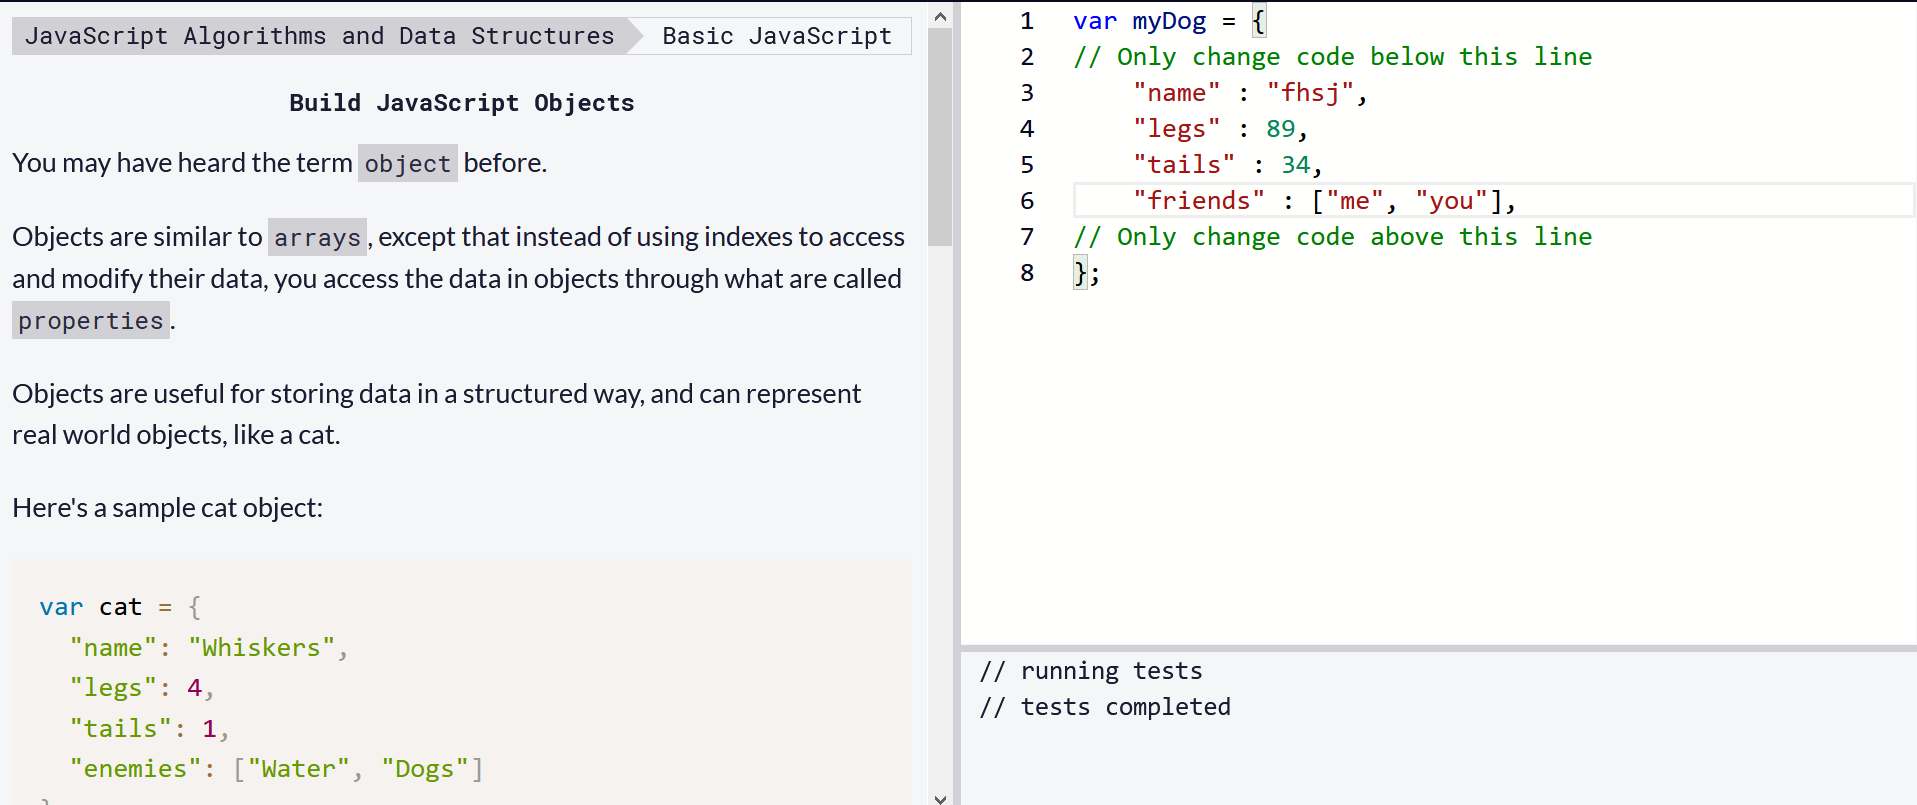 JavaScript Algorithms and Data Structures
Basic JavaScript
Build JavaScript Objects
You may have heard the term object before.
Objects are similar to arrays, except that instead of using indexes to access
and modify their data, you access the data in objects through what are called
properties.
Objects are useful for storing data in a structured way, and can represent
real world objects, like a cat.
Here's a sample cat object:
var cat = {
  "name": "Whiskers",
  "legs": 4,
  "tails": 1,
  "enemies": ["Water", "Dogs"]
}
1 var myDog = {
2 // Only change code below this line
3     "name" : "fhsj",
4     "legs" : 89,
5     "tails" : 34,
6     "friends" : ["me", "you"],
7 // Only change code above this line
8 };
// running tests
// tests completed